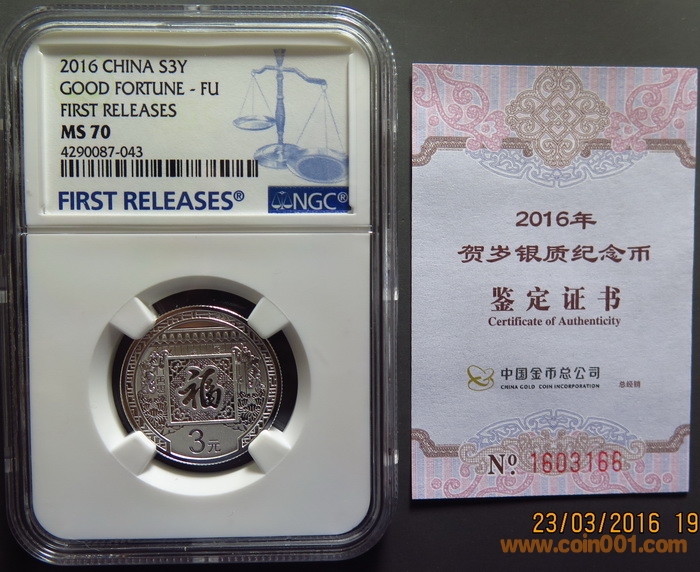 2016 CHINA S3Y
GOOD FORTUNE - FU
FIRST RELEASES
MS 70
4290087-043
FIRST RELEASES®
NGC®
福
3元
2016年
贺岁银质纪念币
鉴定证书
Certificate of Authenticity
中国金币总公司
CHINA GOLD COIN INCORPORATION
总经销
No. 1603166
23/03/2016 19
www.coin001.com